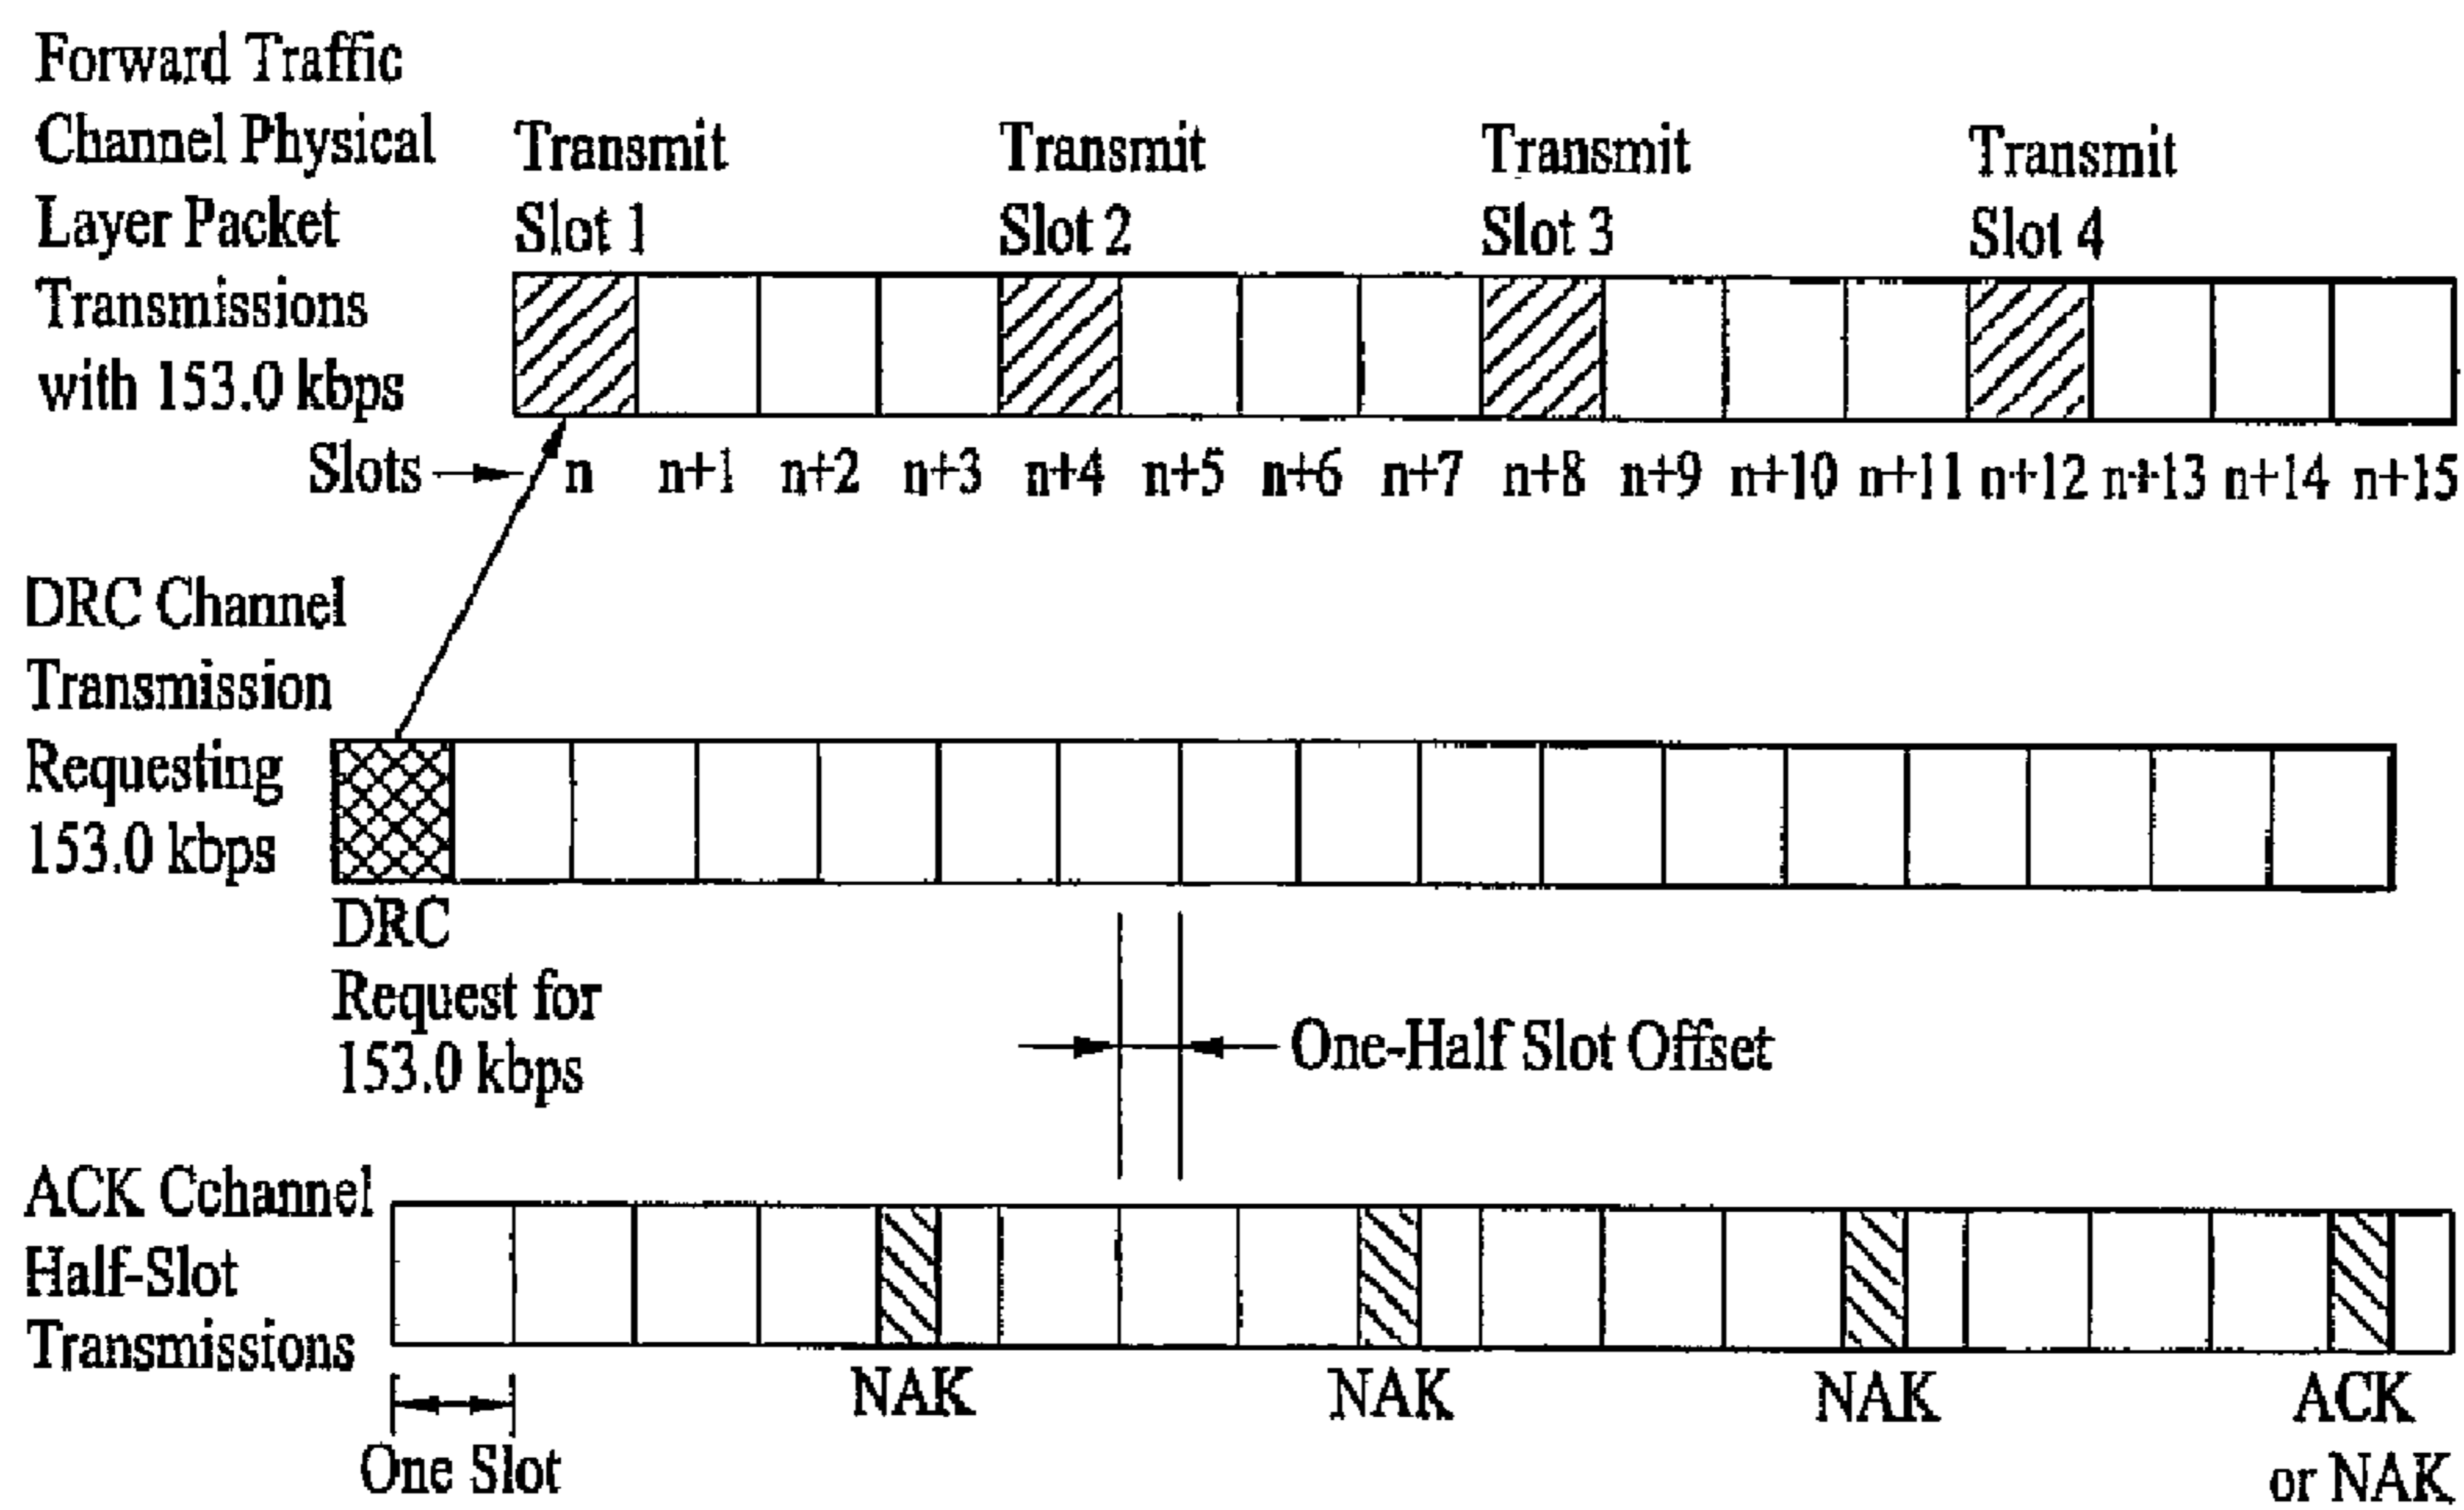 Forward Traffic
Channel Physical
Layer Packet
Transmissions
with 153.0 kbps
Transmit
Slot 1
Transmit
Slot 2
Transmit
Slot 3
Transmit
Slot 4
Slots
n n+1 n+2 n+3 n+4 n+5 n+6 n+7 n+8 n+9 n+10 n+11 n+12 n+13 n+14 n+15
DRC Channel
Transmission
Requesting
153.0 kbps
DRC
Request for
153.0 kbps
One-Half Slot Offset
ACK Cchannel
Half-Slot
Transmissions
NAK
NAK
NAK
ACK
or NAK
One Slot